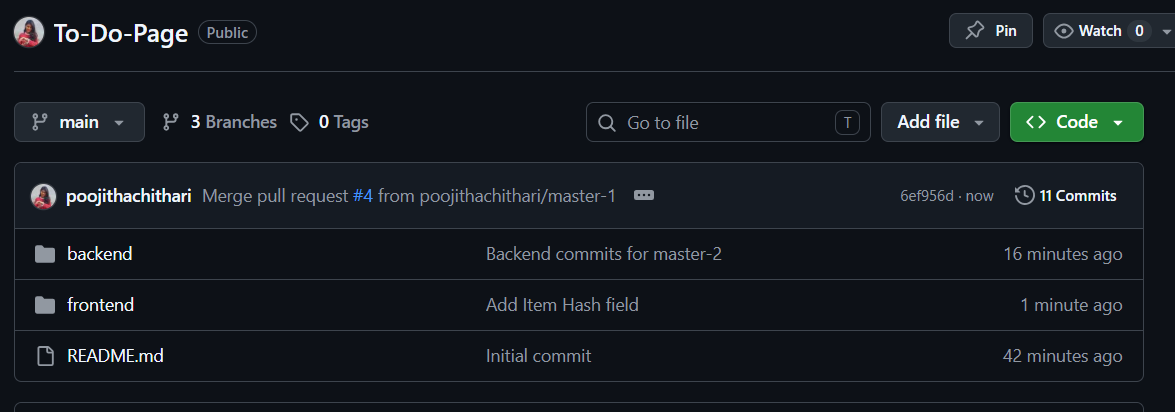 To-Do-Page Public Pin Watch 0
main 3 Branches 0 Tags Go to file T Add file Code
poojithachithari Merge pull request #4 from poojithachithari/master-1 6ef956d · now 11 Commits
backend Backend commits for master-2 16 minutes ago
frontend Add Item Hash field 1 minute ago
README.md Initial commit 42 minutes ago